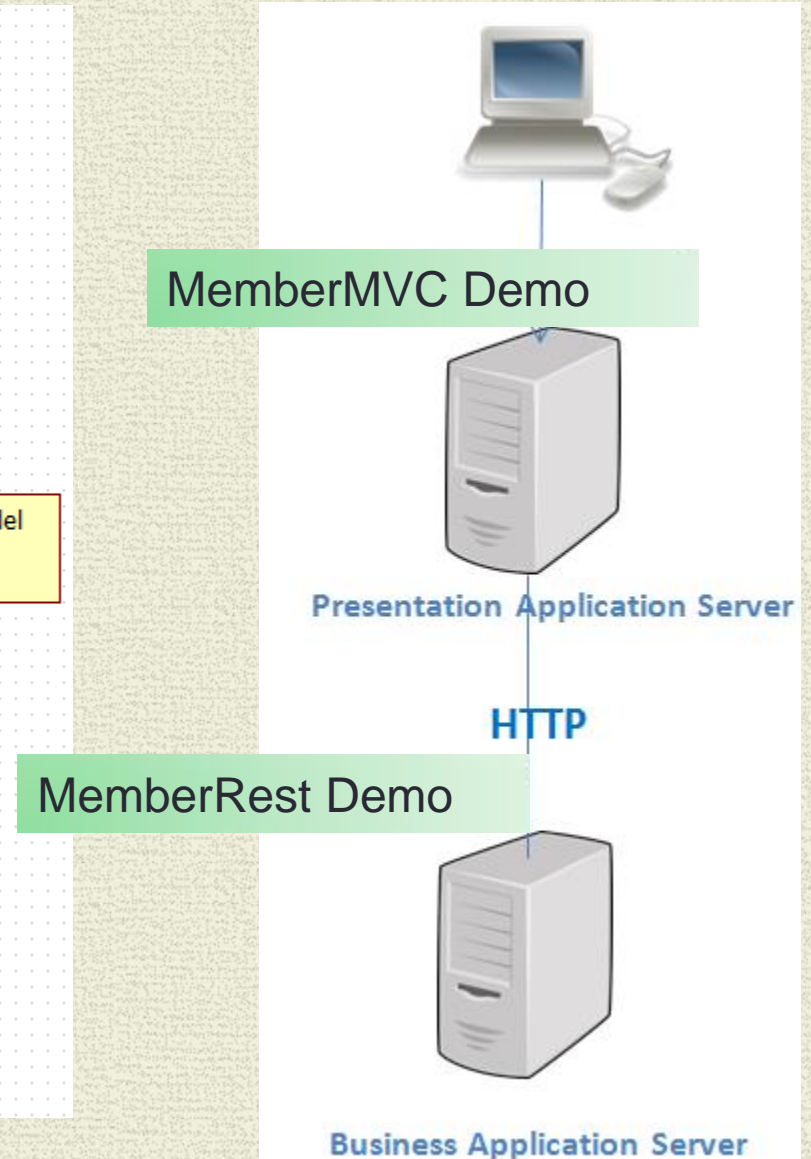 MemberMVC Demo
Presentation Application Server
HTTP
MemberRest Demo
Business Application Server